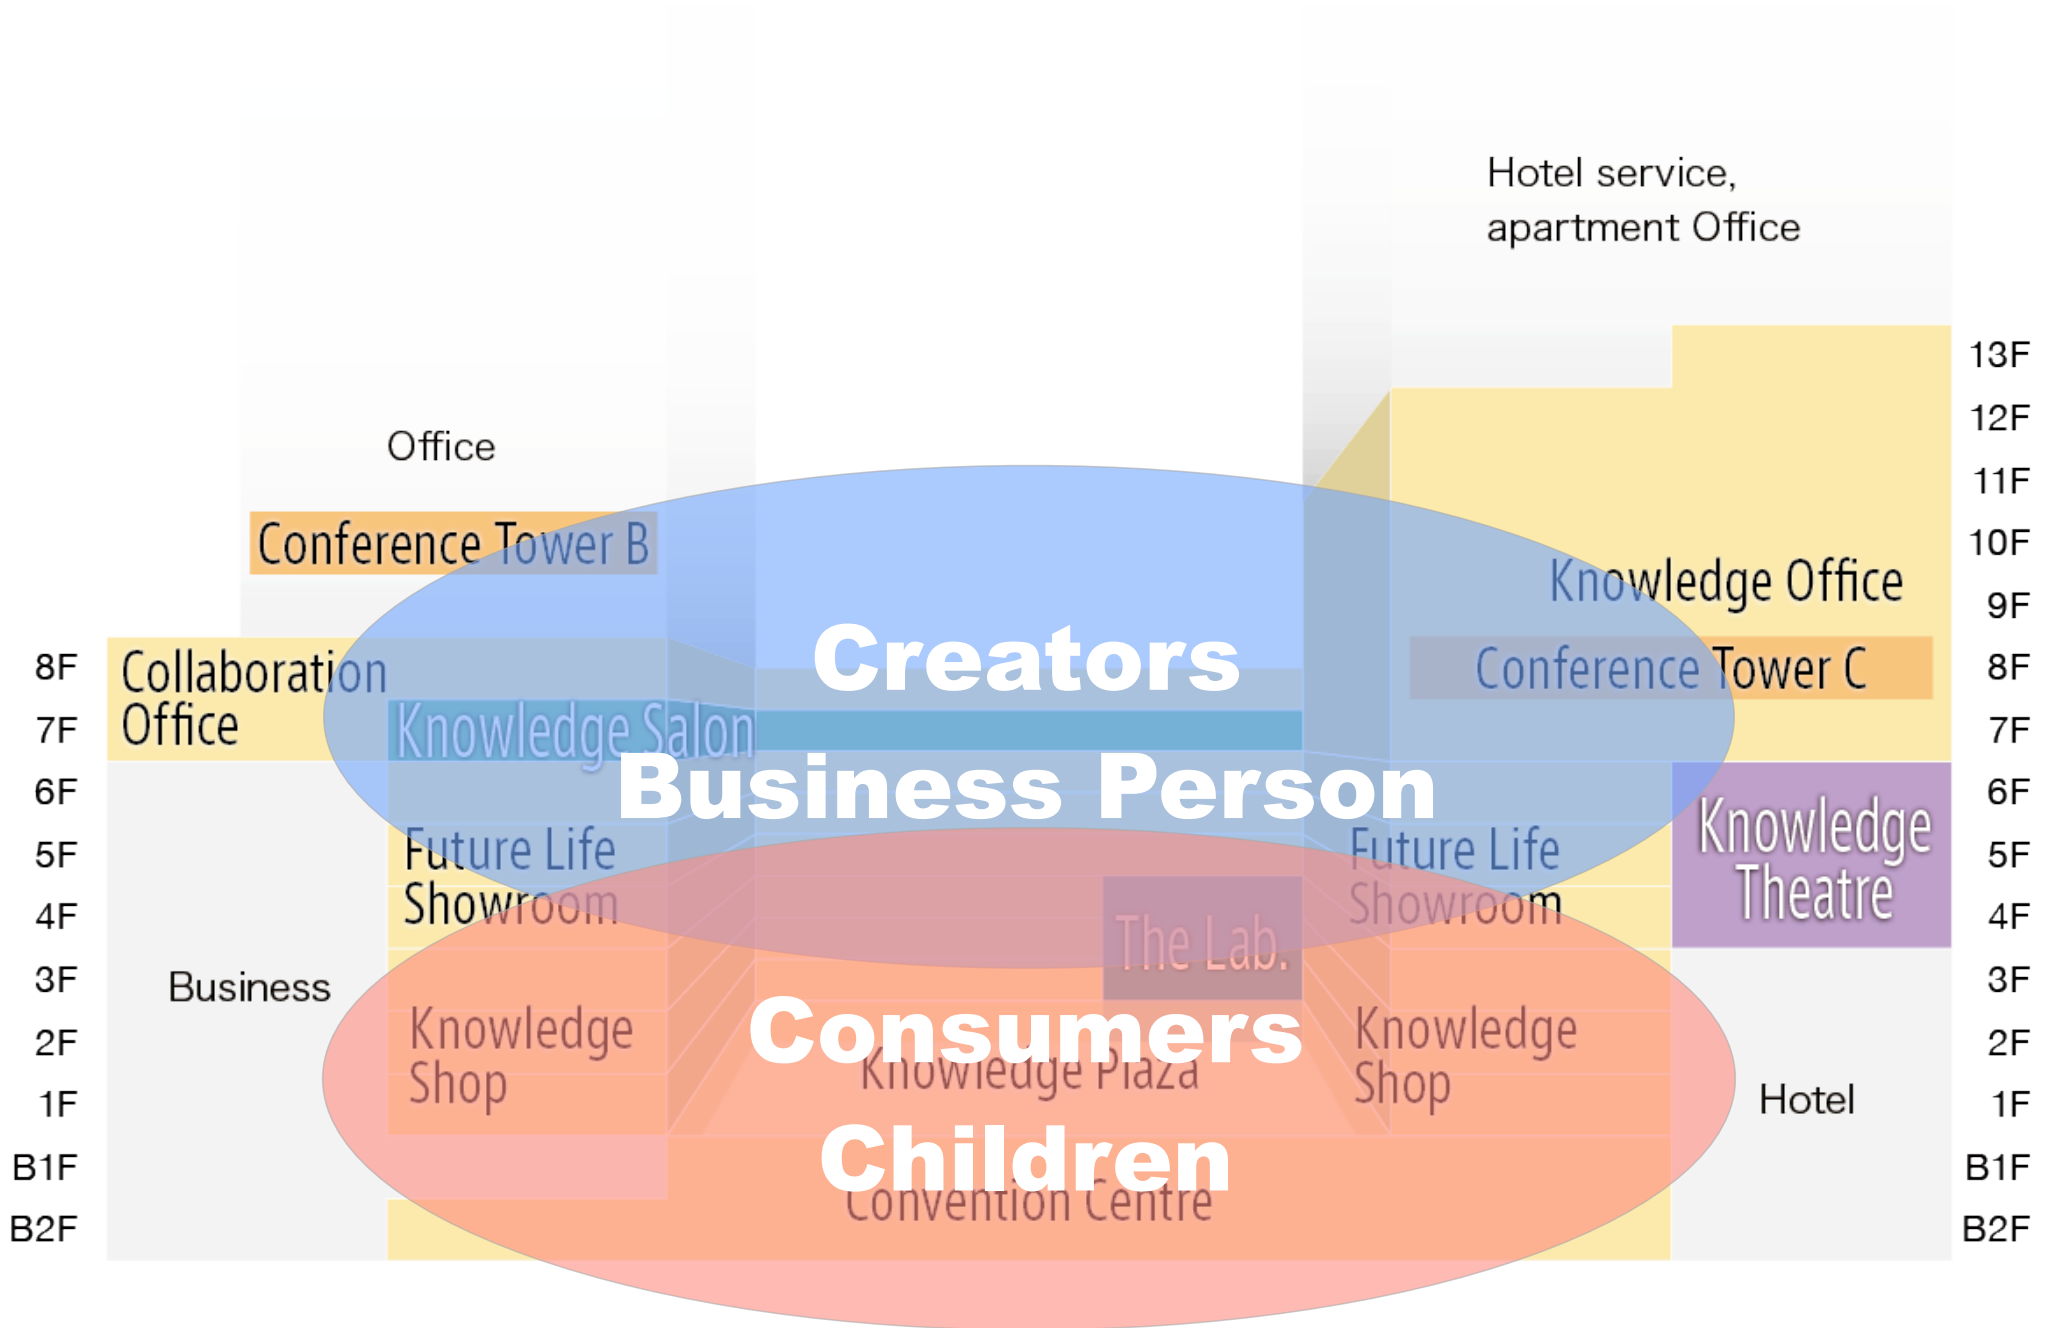 Hotel service,
apartment Office
13F
12F
11F
10F
9F
8F
7F
6F
5F
4F
3F
2F
1F
B1F
B2F
Office
Conference Tower B
Knowledge Office
Conference Tower C
8F
7F
6F
5F
4F
3F
2F
1F
B1F
B2F
Collaboration
Office
Knowledge Salon
Creators
Business Person
Future Life
Showroom
Future Life
Showroom
Knowledge
Theatre
The Lab.
Business
Knowledge
Shop
Consumers
Knowledge Plaza
Children
Convention Centre
Knowledge
Shop
Hotel